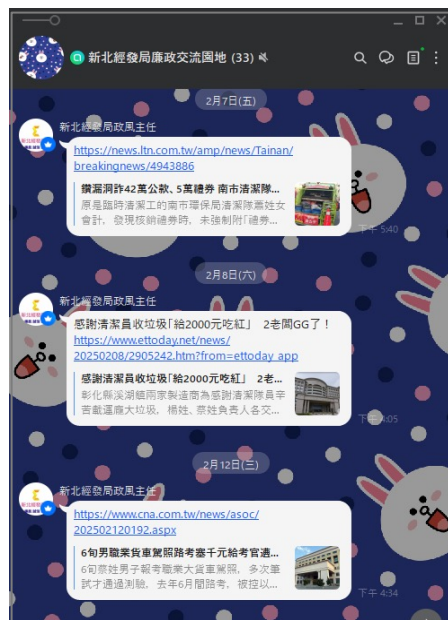 新北經發局廉政交流園地 (33)
2月7日(五)
新北經發局政風主任
https://news.ltn.com.tw/amp/news/Tainan/
breakingnews/4943886
鑽漏洞詐42萬公款、5萬禮券 南市清潔隊...
原是臨時清潔工的南市環保局清潔隊蕭姓女
會計，發現核銷禮券時，未強制附「禮券...
下午 5:40
2月8日(六)
新北經發局政風主任
感謝清潔員收垃圾「給2000元吃紅」 2老闆GG了！
https://www.ettoday.net/news/
20250208/2905242.htm?from=ettoday_app
感謝清潔員收垃圾「給2000元吃紅」 2老...
彰化縣溪湖鎮兩家製造商為感謝清潔隊員辛
苦載運龐大垃圾，楊姓、蔡姓負責人各交...
下午 4:05
2月12日(三)
新北經發局政風主任
https://www.cna.com.tw/news/asoc/
202502120192.aspx
6旬男職業貨車駕照路考塞千元給考官適...
6旬蔡姓男子報考職業大貨車駕照，多次筆
試才通過測驗，去年6月間路考，被控以...
下午 4:34